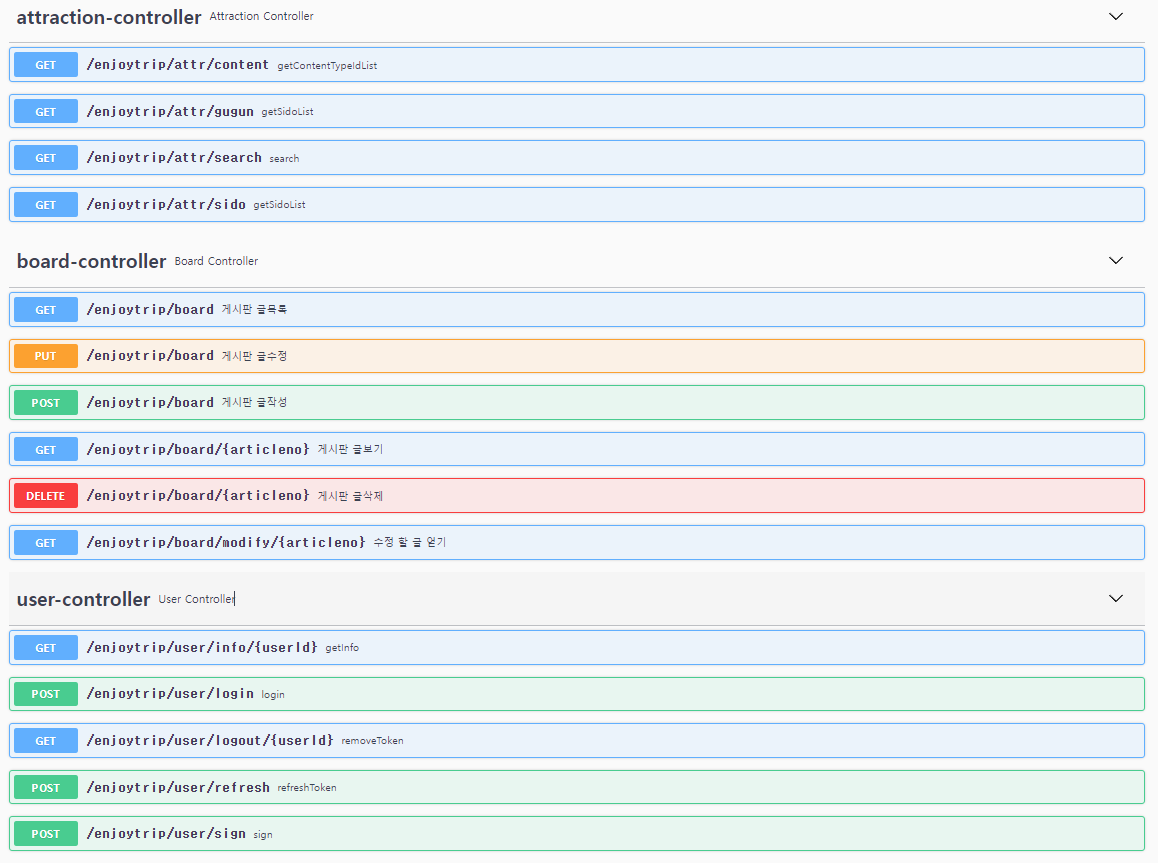 attraction-controller Attraction Controller
GET /enjoytrip/attr/content getContentTypeIdList
GET /enjoytrip/attr/gugun getSidoList
GET /enjoytrip/attr/search search
GET /enjoytrip/attr/sido getSidoList
board-controller Board Controller
GET /enjoytrip/board 게시판 글목록
PUT /enjoytrip/board 게시판 글수정
POST /enjoytrip/board 게시판 글작성
GET /enjoytrip/board/{articleno} 게시판 글보기
DELETE /enjoytrip/board/{articleno} 게시판 글삭제
GET /enjoytrip/board/modify/{articleno} 수정 할 글 얻기
user-controller User Controller
GET /enjoytrip/user/info/{userId} getInfo
POST /enjoytrip/user/login login
GET /enjoytrip/user/logout/{userId} removeToken
POST /enjoytrip/user/refresh refreshToken
POST /enjoytrip/user/sign sign